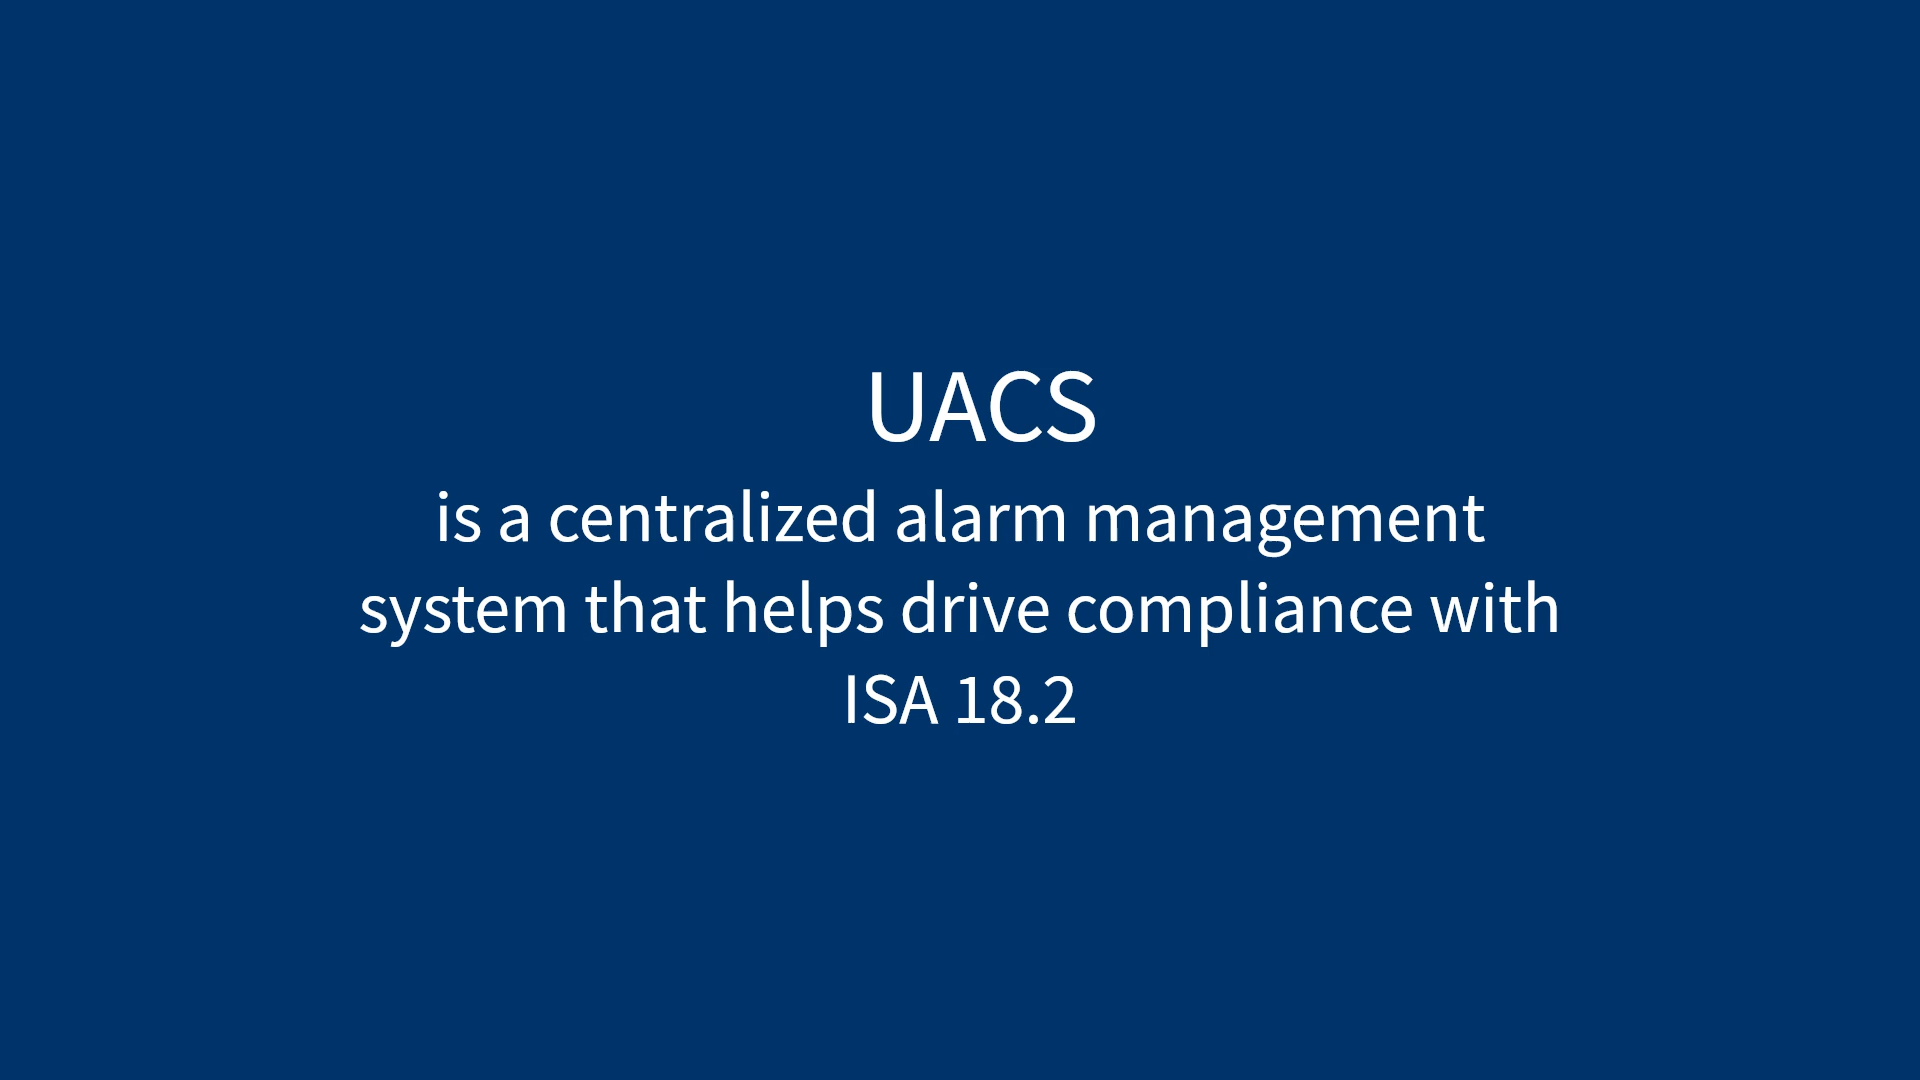 UACS
is a centralized alarm management
system that helps drive compliance with
ISA 18.2